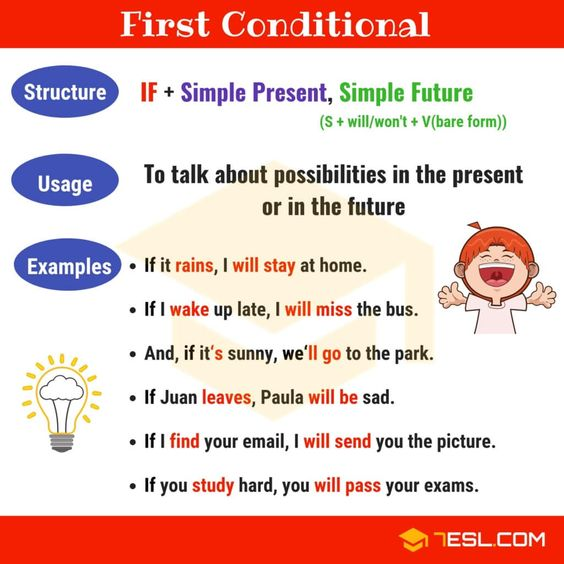 First Conditional
Structure
IF + Simple Present, Simple Future
(S + will/won't + V(bare form))
Usage
To talk about possibilities in the present
or in the future
Examples
• If it rains, I will stay at home.
• If I wake up late, I will miss the bus.
• And, if it's sunny, we'll go to the park.
• If Juan leaves, Paula will be sad.
• If I find your email, I will send you the picture.
• If you study hard, you will pass your exams.
7ESL.COM